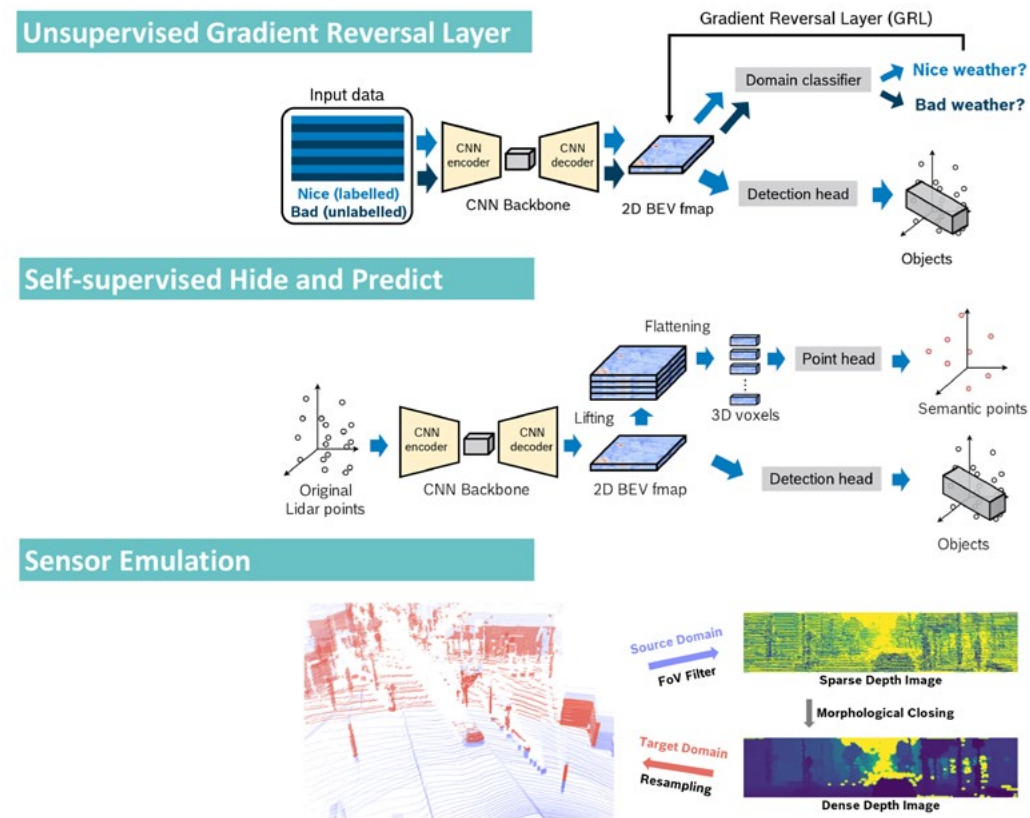 Unsupervised Gradient Reversal Layer
Gradient Reversal Layer (GRL)
Input data
Nice (labelled)
Bad (unlabelled)
CNN
encoder
CNN
decoder
CNN Backbone
2D BEV fmap
Domain classifier
Nice weather?
Bad weather?
Detection head
Objects
Self-supervised Hide and Predict
Original
Lidar points
CNN
encoder
CNN
decoder
CNN Backbone
2D BEV fmap
Lifting
Flattening
3D voxels
Point head
Semantic points
Detection head
Objects
Sensor Emulation
Source Domain
FoV Filter
Sparse Depth Image
Morphological Closing
Target Domain
Resampling
Dense Depth Image